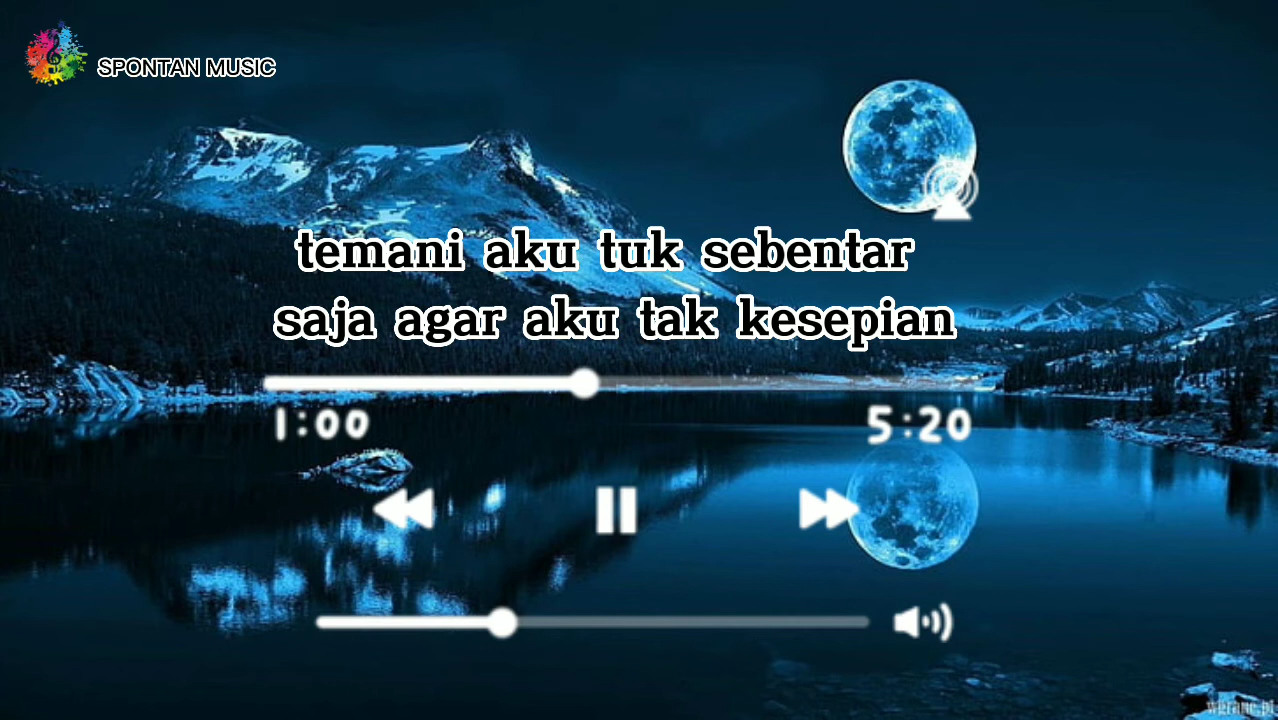 SPONTAN MUSIC
temani aku tuk sebentar
saja agar aku tak kesepian
1:00
5:20